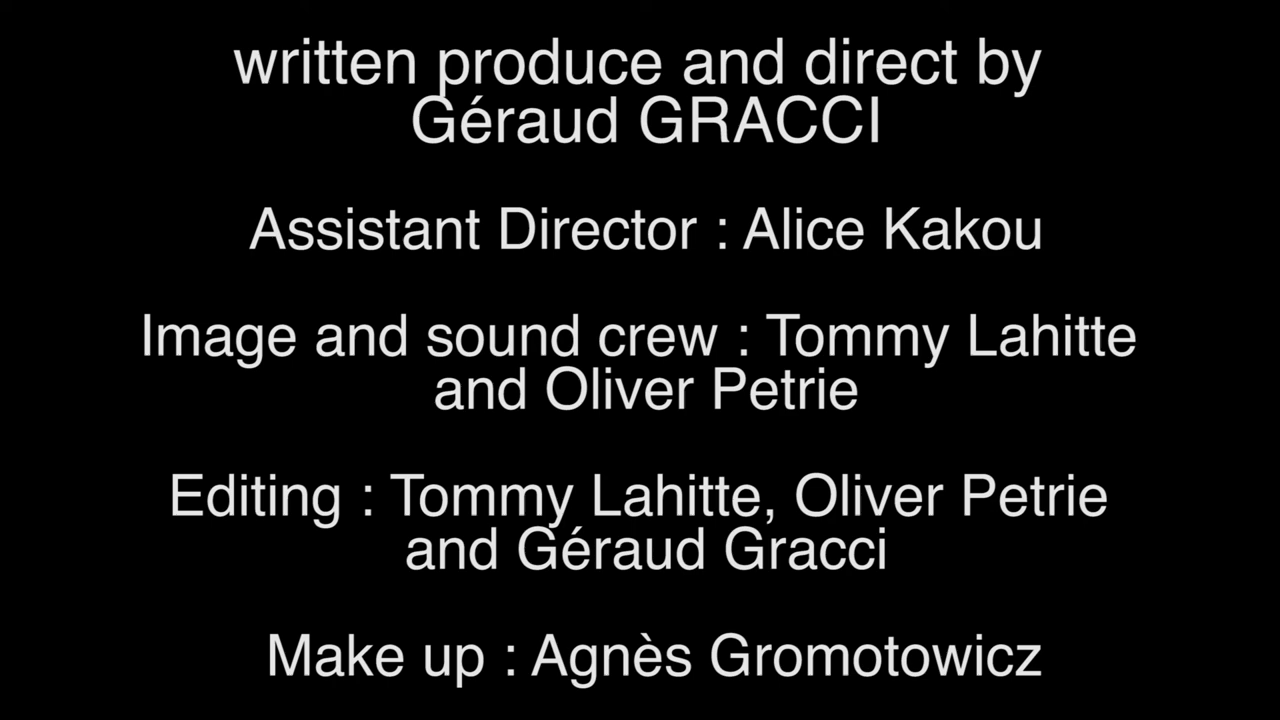 written produce and direct by
Géraud GRACCI
Assistant Director : Alice Kakou
Image and sound crew : Tommy Lahitte
and Oliver Petrie
Editing : Tommy Lahitte, Oliver Petrie
and Géraud Gracci
Make up : Agnès Gromotowicz